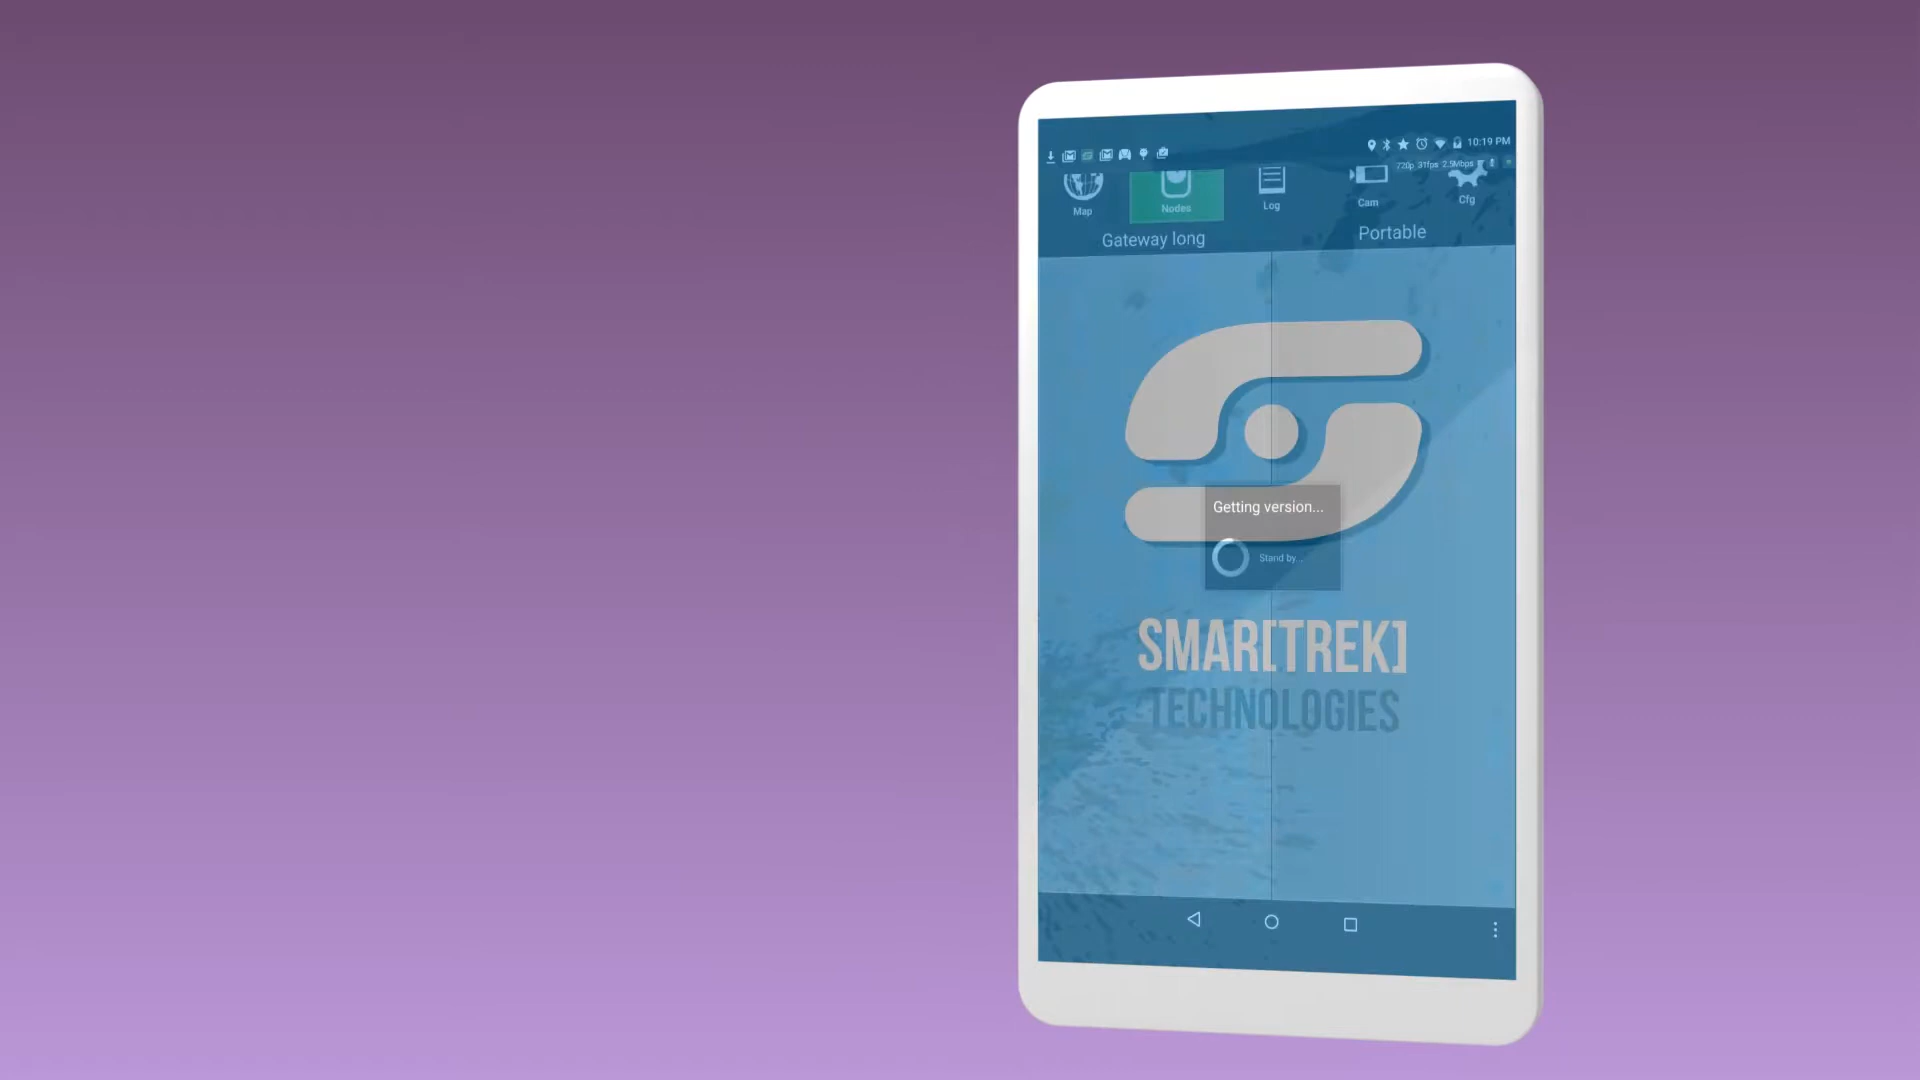 10:19 PM
720p 31fps 2.5Mbps
Map
Nodes
Log
Cam
Cfg
Gateway long
Portable
Getting version...
Stand by...
SMAR[TREK]
TECHNOLOGIES